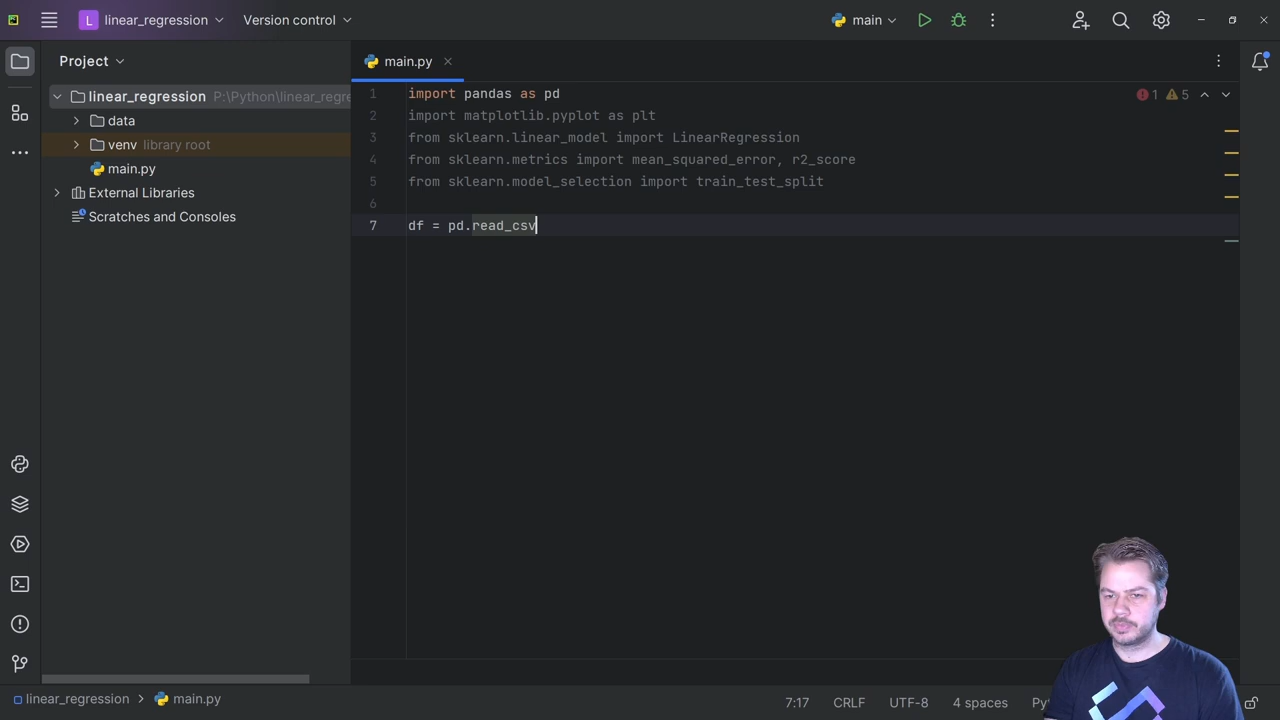 L linear_regression Version control main
Project
main.py
linear_regression P:\Python\linear_regre
data
venv library root
main.py
External Libraries
Scratches and Consoles
1 import pandas as pd
2 import matplotlib.pyplot as plt
3 from sklearn.linear_model import LinearRegression
4 from sklearn.metrics import mean_squared_error, r2_score
5 from sklearn.model_selection import train_test_split
6
7 df = pd.read_csv
1 5
linear_regression main.py
7:17 CRLF UTF-8 4 spaces Py